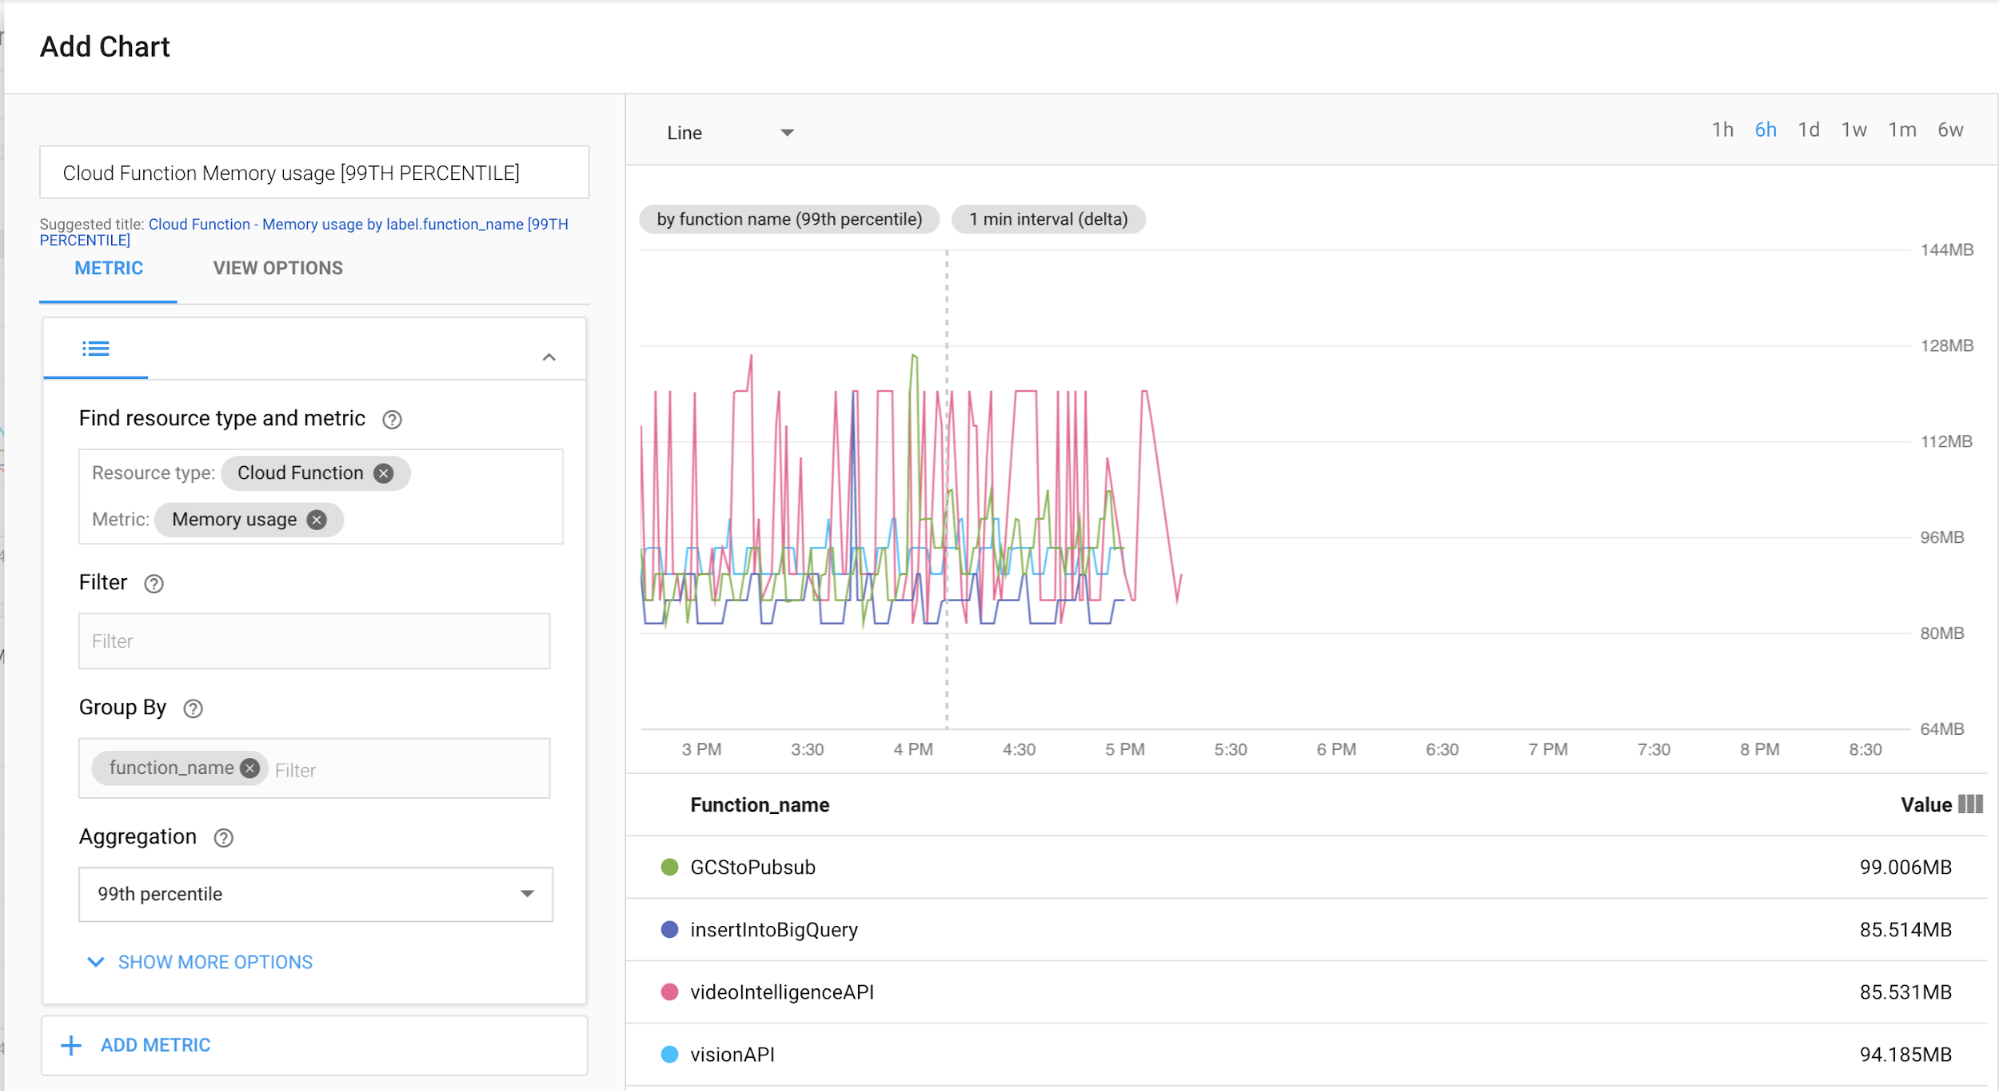 Add Chart
Cloud Function Memory usage [99TH PERCENTILE]
Suggested title: Cloud Function - Memory usage by label.function_name [99TH
PERCENTILE]
METRIC VIEW OPTIONS
Find resource type and metric
Resource type: Cloud Function
Metric: Memory usage
Filter
Filter
Group By
function_name Filter
Aggregation
99th percentile
SHOW MORE OPTIONS
ADD METRIC
Line
1h 6h 1d 1w 1m 6w
by function name (99th percentile) 1 min interval (delta)
144MB
128MB
112MB
96MB
80MB
64MB
3 PM 3:30 4 PM 4:30 5 PM 5:30 6 PM 6:30 7 PM 7:30 8 PM 8:30
Function_name Value
GCStoPubsub 99.006MB
insertIntoBigQuery 85.514MB
videoIntelligenceAPI 85.531MB
visionAPI 94.185MB